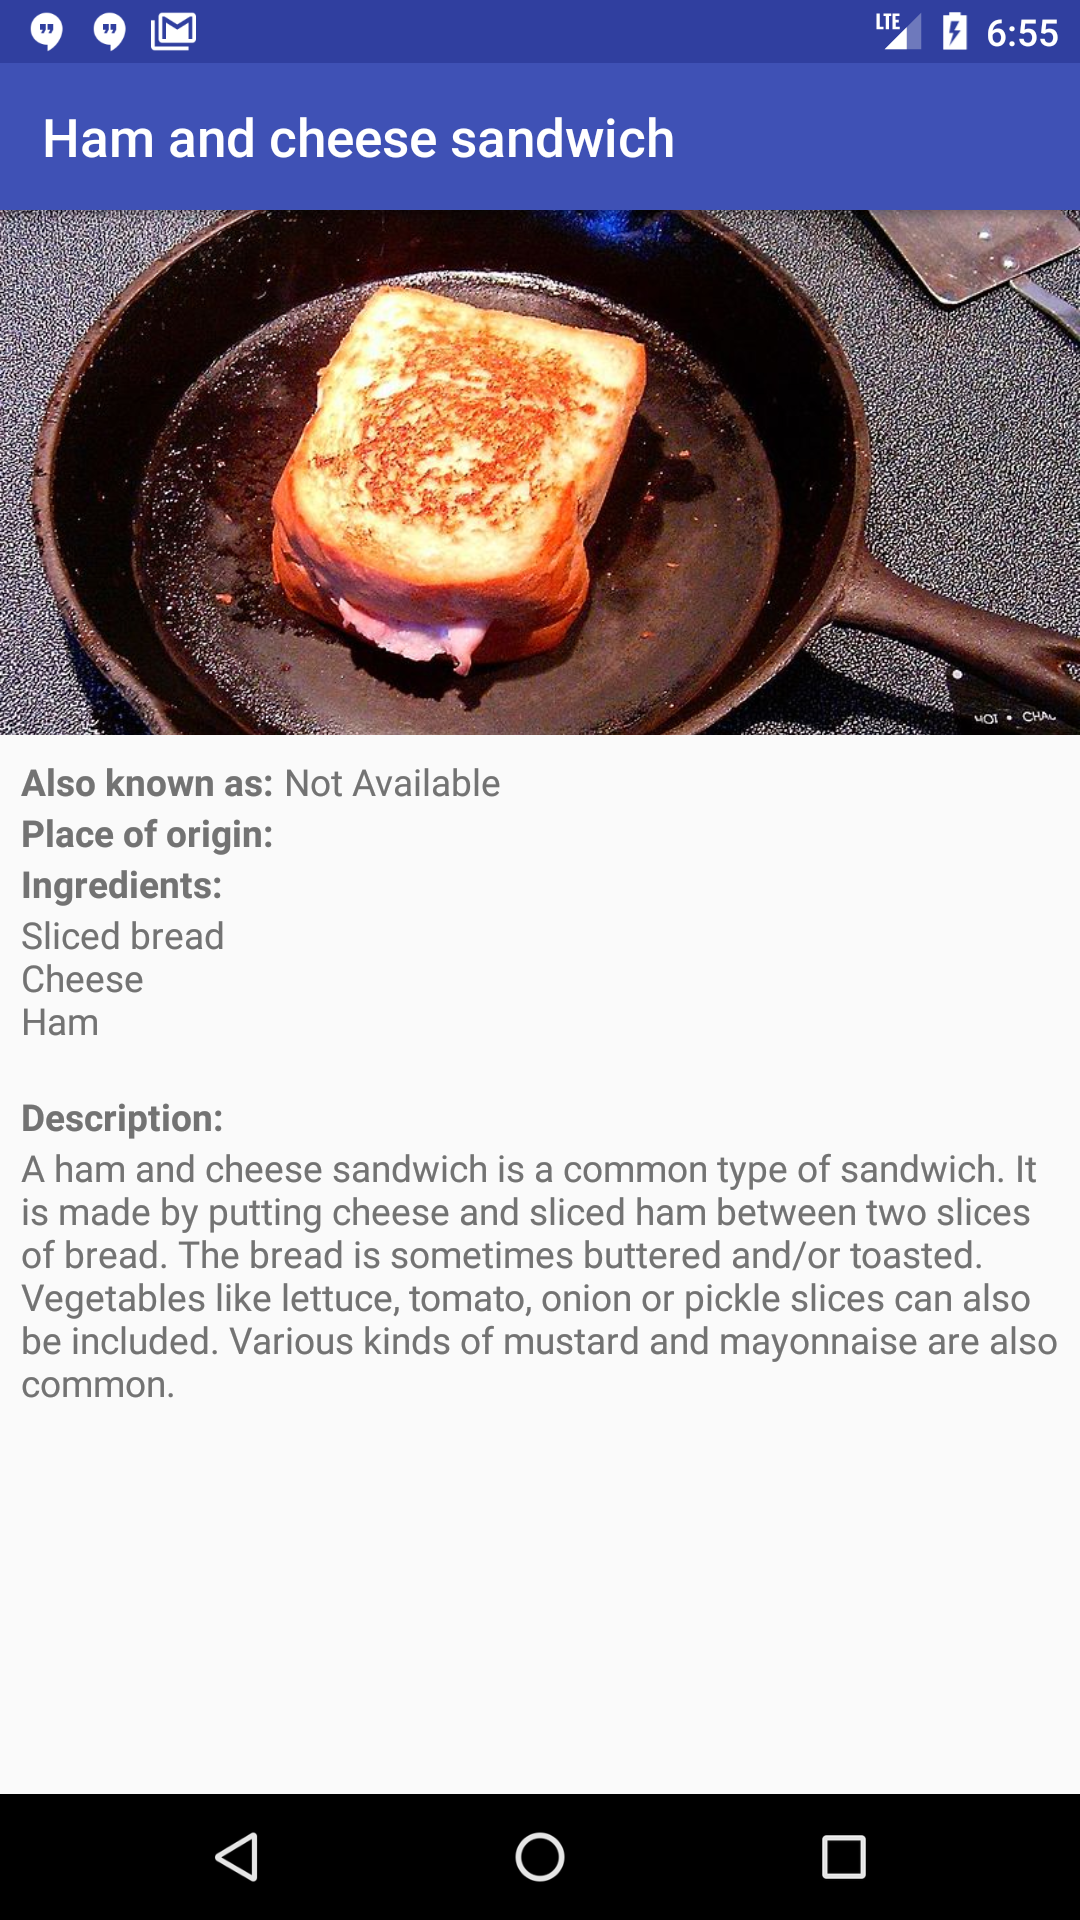 LTE 6:55
Ham and cheese sandwich
HOT • CHAL
Also known as: Not Available
Place of origin:
Ingredients:
Sliced bread
Cheese
Ham
Description:
A ham and cheese sandwich is a common type of sandwich. It
is made by putting cheese and sliced ham between two slices
of bread. The bread is sometimes buttered and/or toasted.
Vegetables like lettuce, tomato, onion or pickle slices can also
be included. Various kinds of mustard and mayonnaise are also
common.